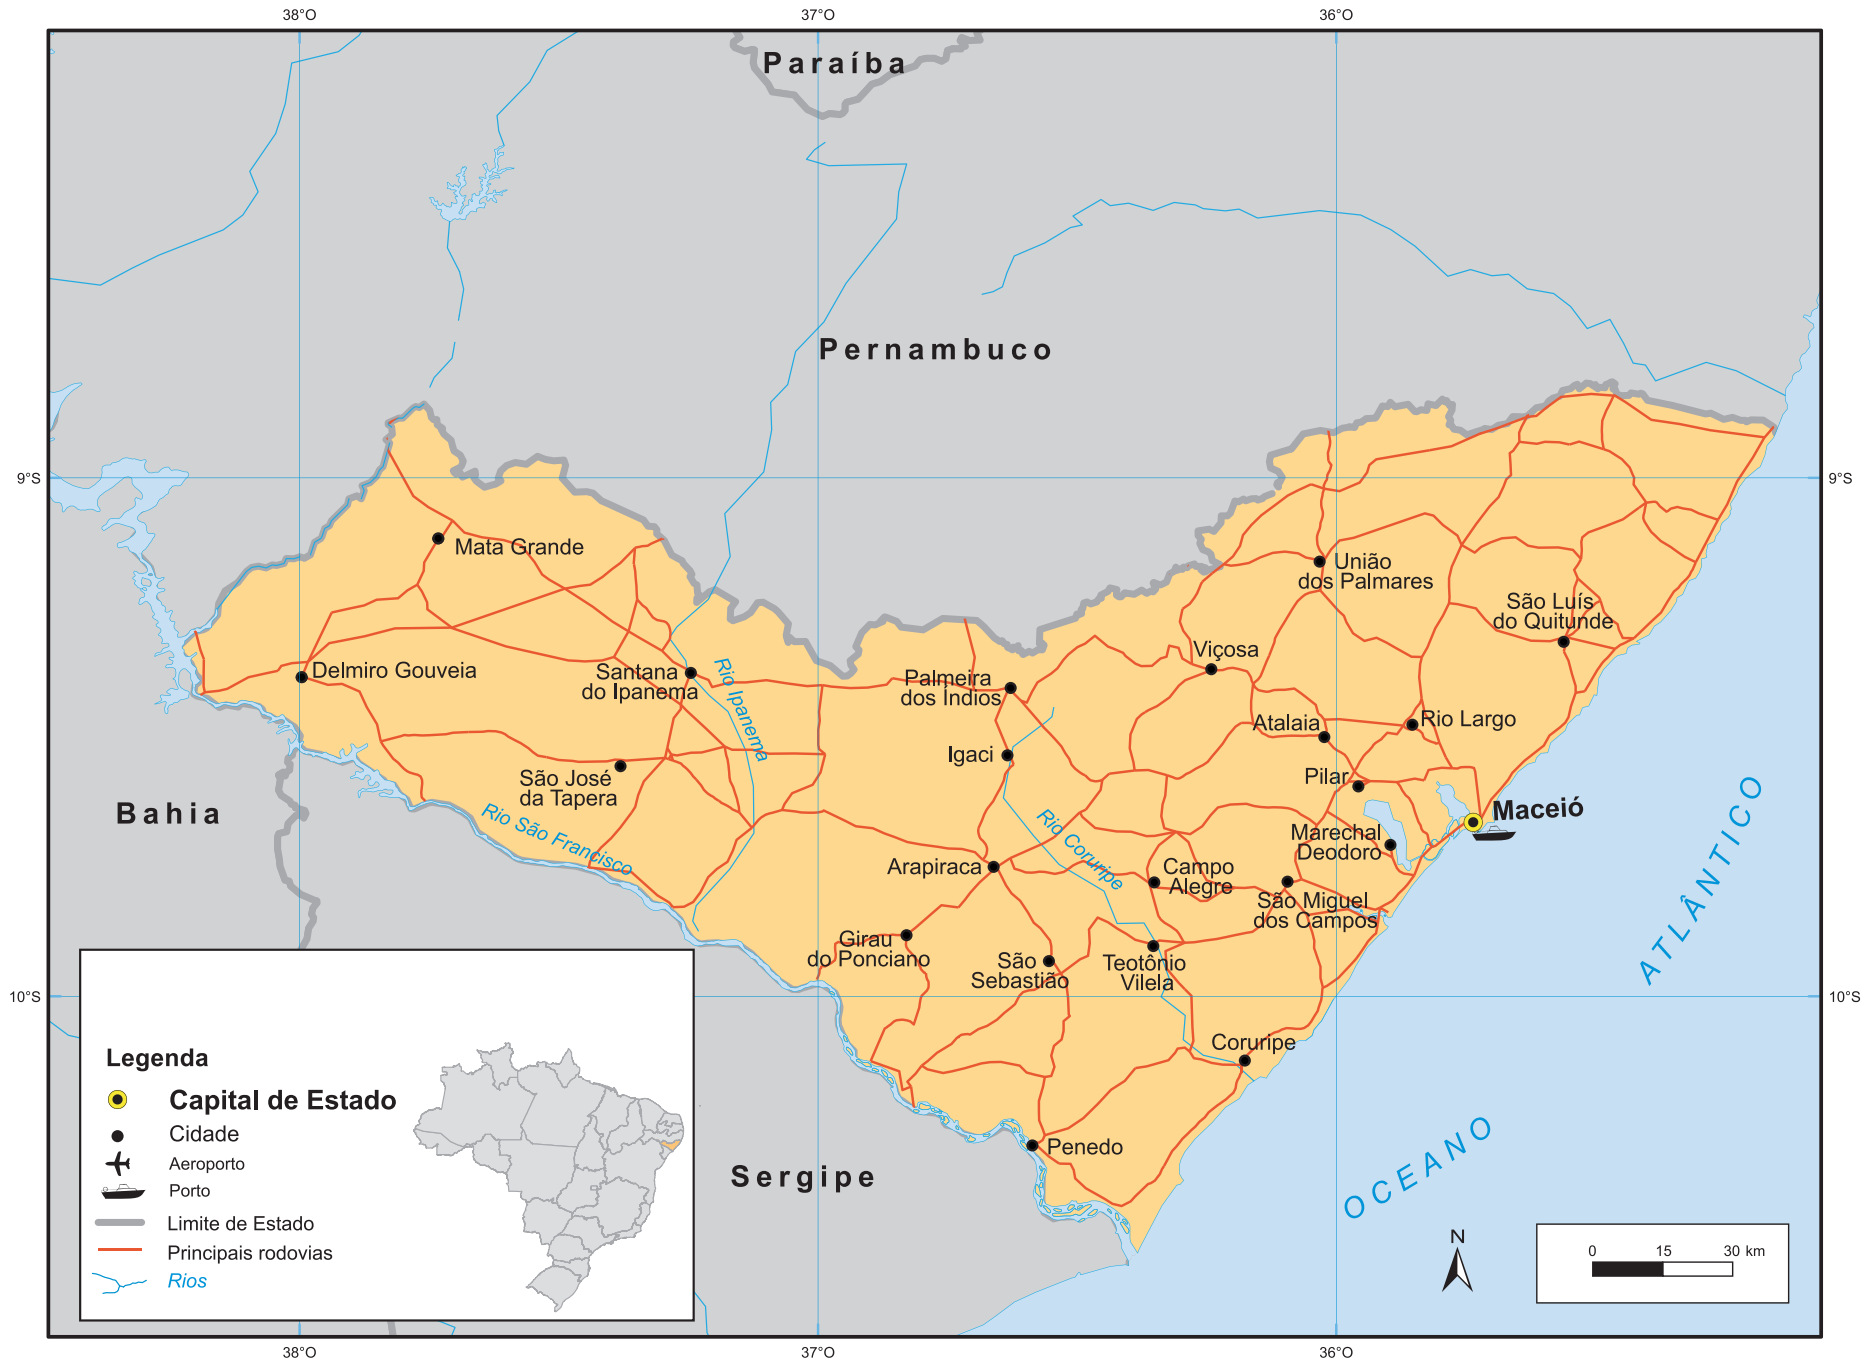 38°O
37°O
36°O
Paraíba
Pernambuco
9°S
9°S
Mata Grande
União
dos Palmares
São Luís
do Quitunde
Viçosa
Delmiro Gouveia
Santana
do Ipanema
Rio Ipanema
Palmeira
dos Índios
Atalaia
Rio Largo
Igaci
Pilar
São José
da Tapera
Bahia
Rio São Francisco
Rio Coruripe
Maceió
Marechal
Deodoro
Arapiraca
Campo
Alegre
São Miguel
dos Campos
ATLÂNTICO
Girau
do Ponciano
São
Sebastião
Teotônio
Vilela
10°S
10°S
Coruripe
Penedo
Sergipe
OCEANO
Legenda
Capital de Estado
Cidade
Aeroporto
Porto
Limite de Estado
Principais rodovias
Rios
N
0 15 30 km
38°O
37°O
36°O